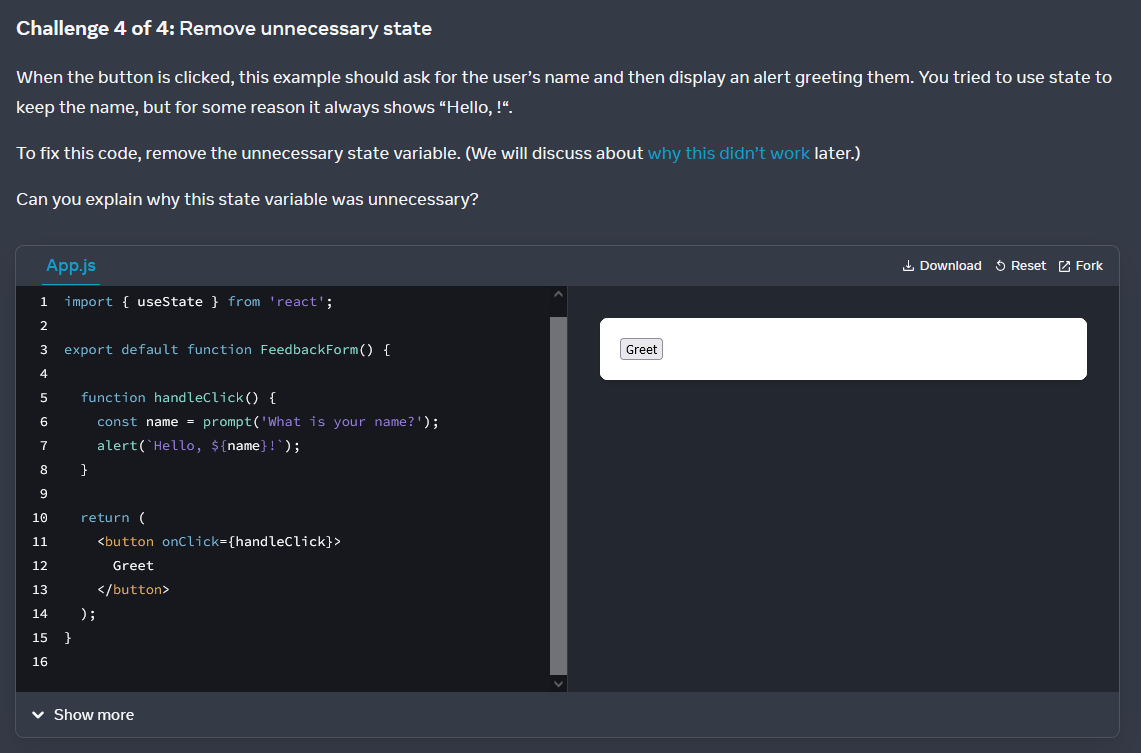 Challenge 4 of 4: Remove unnecessary state
When the button is clicked, this example should ask for the user’s name and then display an alert greeting them. You tried to use state to
keep the name, but for some reason it always shows “Hello, !“.
To fix this code, remove the unnecessary state variable. (We will discuss about why this didn’t work later.)
Can you explain why this state variable was unnecessary?
App.js
Download Reset Fork
1 import { useState } from 'react';
2
3 export default function FeedbackForm() {
4
5 function handleClick() {
6 const name = prompt('What is your name?');
7 alert(`Hello, ${name}!`);
8 }
9
10 return (
11 <button onClick={handleClick}>
12 Greet
13 </button>
14 );
15 }
16
Greet
Show more